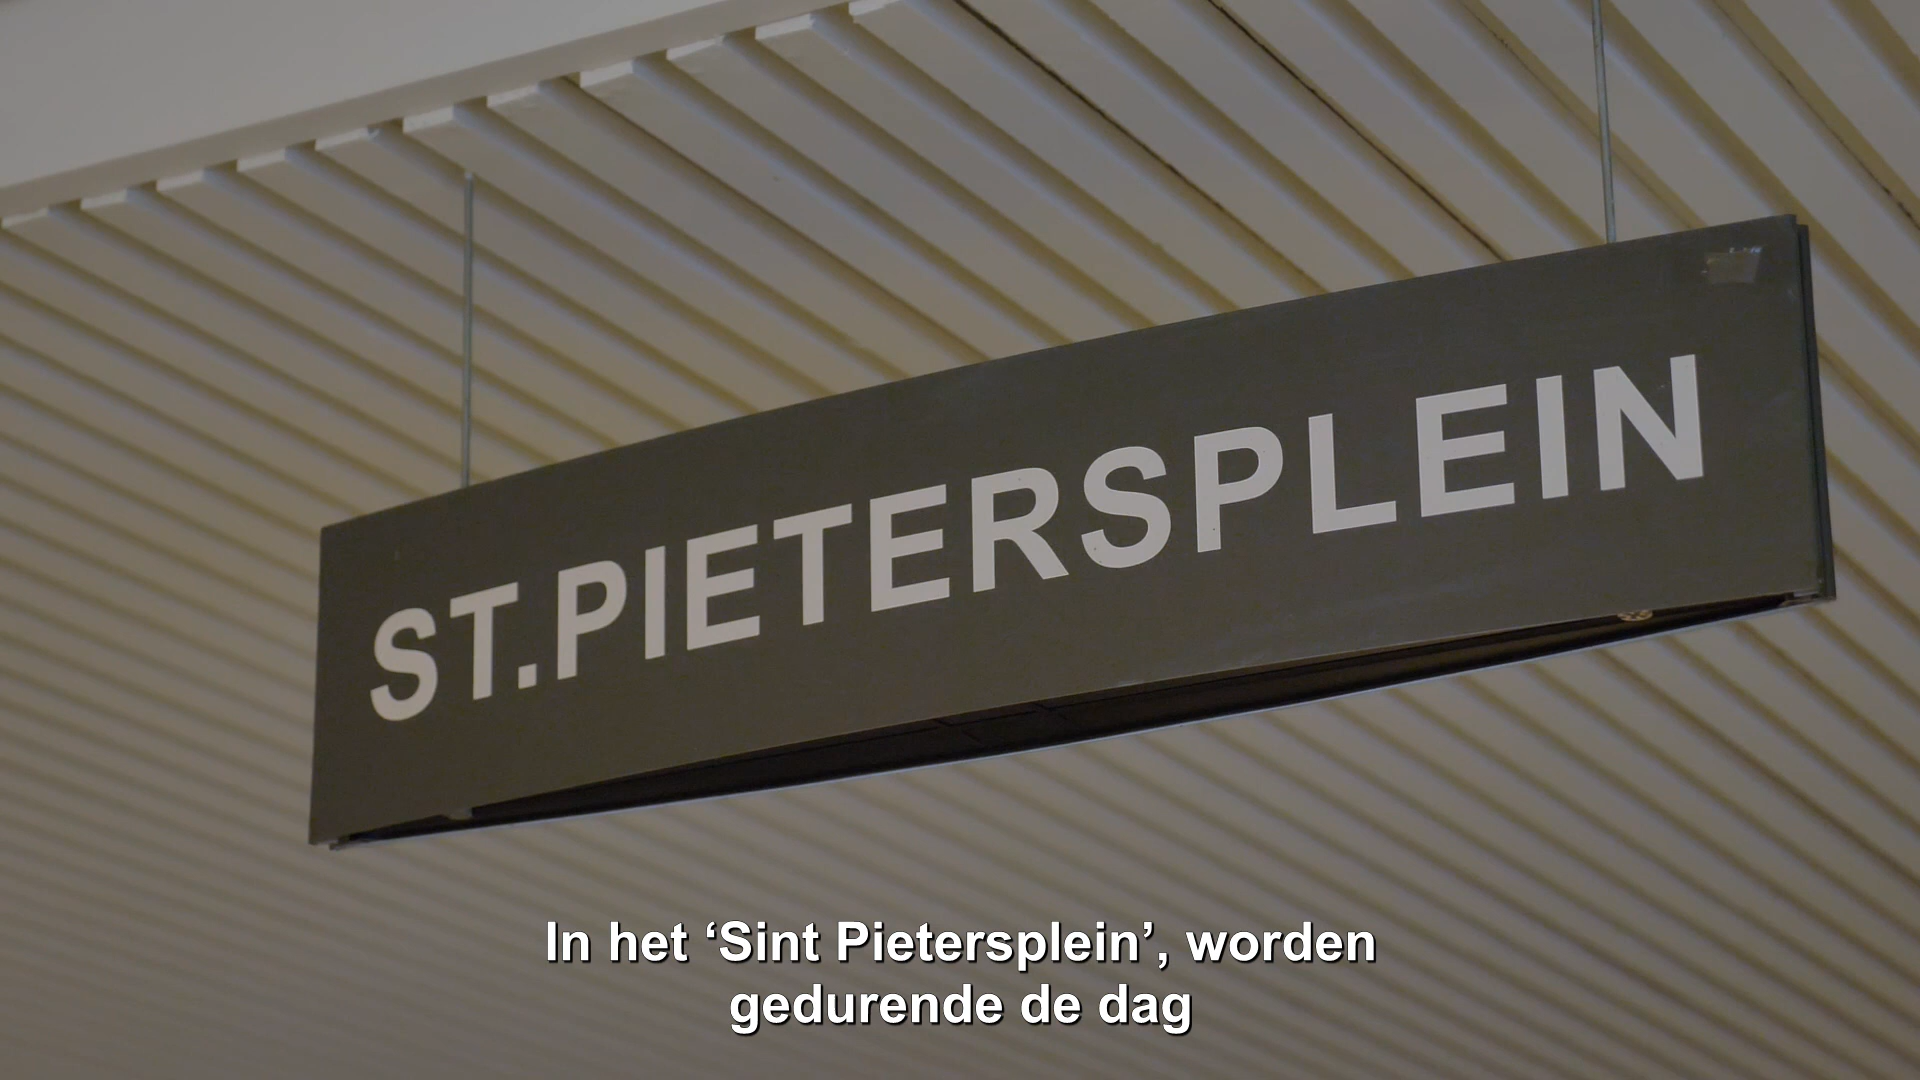 ST.PIETERSPLEIN
In het ‘Sint Pietersplein’, worden
gedurende de dag